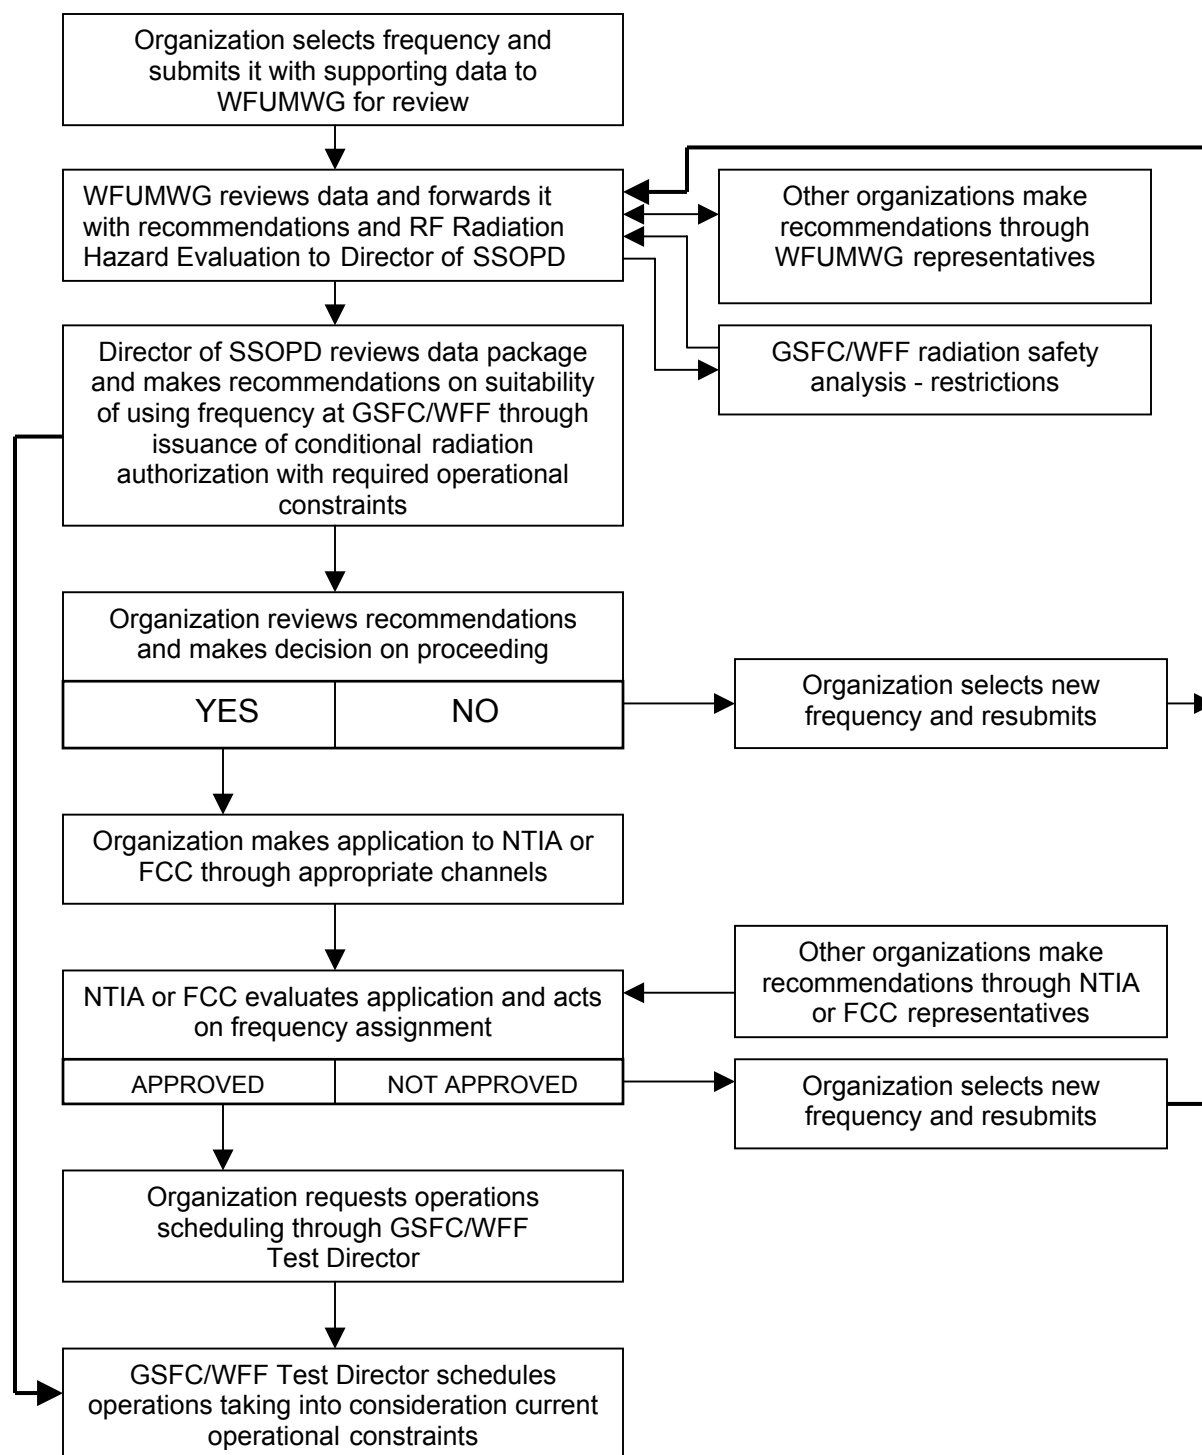 Organization selects frequency and
submits it with supporting data to
WFUMWG for review
WFUMWG reviews data and forwards it
with recommendations and RF Radiation
Hazard Evaluation to Director of SSOPD
Other organizations make
recommendations through
WFUMWG representatives
GSFC/WFF radiation safety
analysis - restrictions
Director of SSOPD reviews data package
and makes recommendations on suitability
of using frequency at GSFC/WFF through
issuance of conditional radiation
authorization with required operational
constraints
Organization reviews recommendations
and makes decision on proceeding
YES
NO
Organization selects new
frequency and resubmits
Organization makes application to NTIA or
FCC through appropriate channels
Other organizations make
recommendations through NTIA
or FCC representatives
NTIA or FCC evaluates application and acts
on frequency assignment
APPROVED
NOT APPROVED
Organization selects new
frequency and resubmits
Organization requests operations
scheduling through GSFC/WFF
Test Director
GSFC/WFF Test Director schedules
operations taking into consideration current
operational constraints